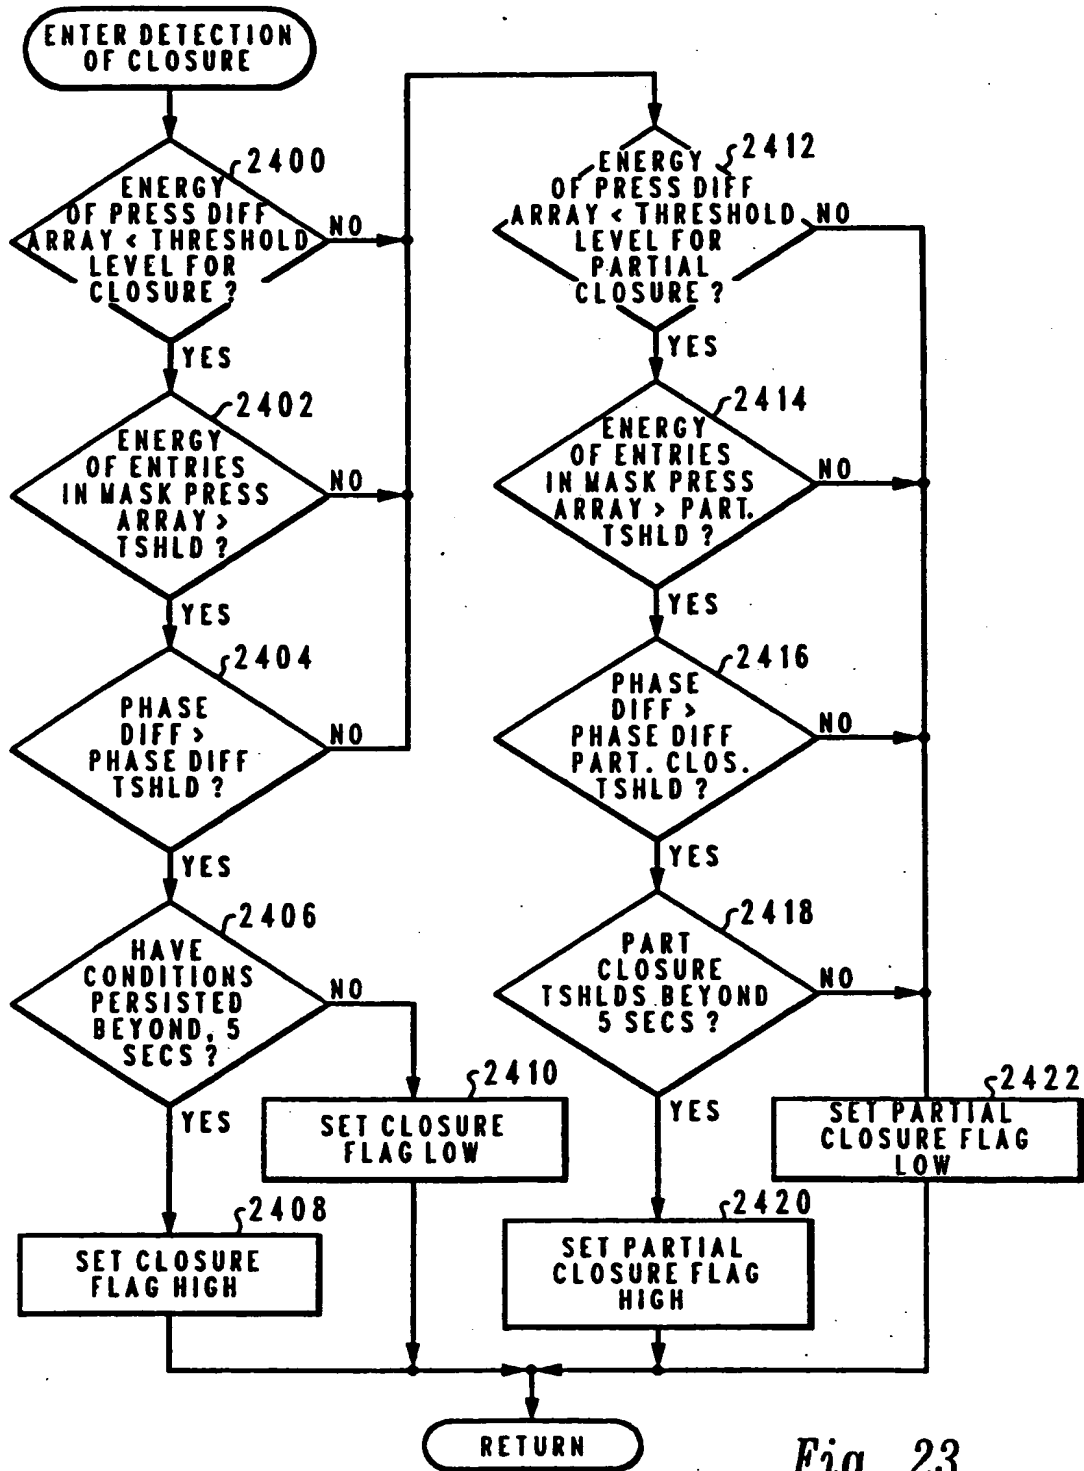 ENTER DETECTION
OF CLOSURE
2400
ENERGY
OF PRESS DIFF
ARRAY < THRESHOLD
LEVEL FOR
CLOSURE ?
NO
YES
2402
ENERGY
OF ENTRIES
IN MASK PRESS
ARRAY >
TSHLD ?
NO
YES
2404
PHASE
DIFF >
PHASE DIFF
TSHLD ?
NO
YES
2406
HAVE
CONDITIONS
PERSISTED
BEYOND, 5
SECS ?
NO
YES
2410
SET CLOSURE
FLAG LOW
2408
SET CLOSURE
FLAG HIGH
2412
ENERGY
OF PRESS DIFF
ARRAY < THRESHOLD
LEVEL FOR
PARTIAL
CLOSURE ?
NO
YES
2414
ENERGY
OF ENTRIES
IN MASK PRESS
ARRAY > PART.
TSHLD ?
NO
YES
2416
PHASE
DIFF >
PHASE DIFF
PART. CLOS.
TSHLD ?
NO
YES
2418
PART
CLOSURE
TSHLDS BEYOND
5 SECS ?
NO
YES
2422
SET PARTIAL
CLOSURE FLAG
LOW
2420
SET PARTIAL
CLOSURE FLAG
HIGH
RETURN
Fig 23